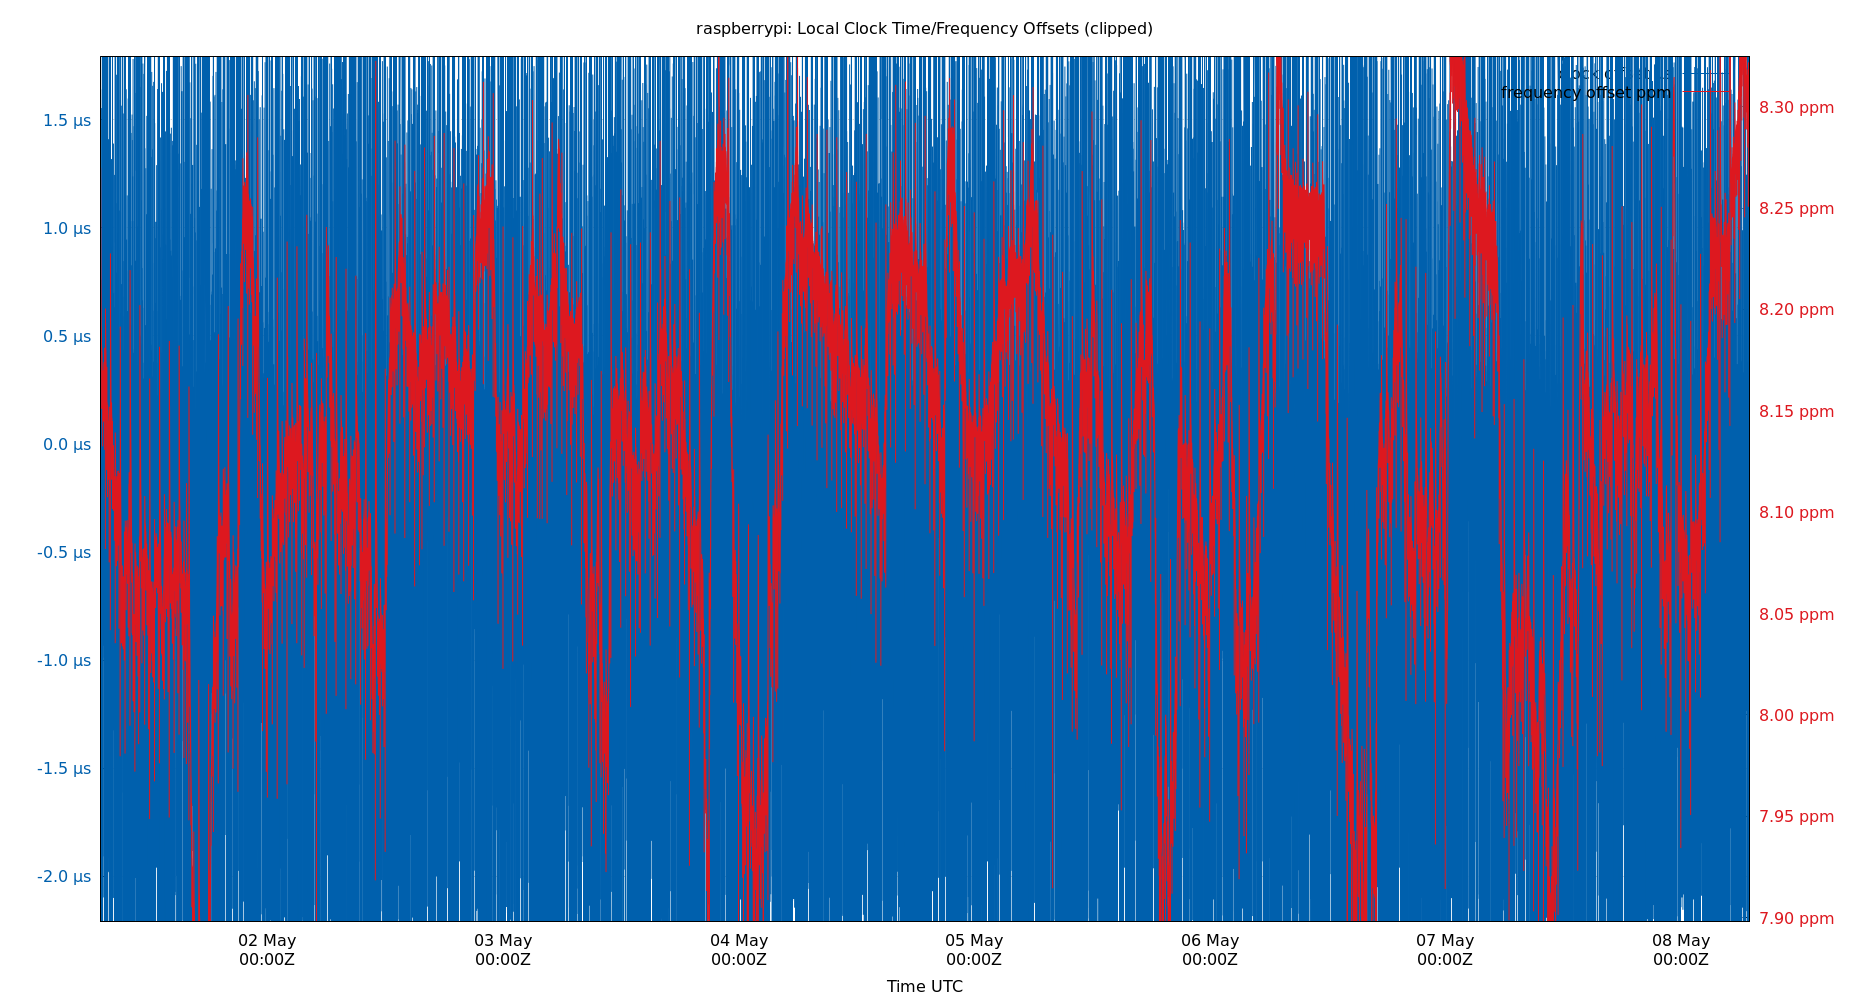 raspberrypi: Local Clock Time/Frequency Offsets (clipped)
clock offset
frequency offset ppm
1.5 µs
1.0 µs
0.5 µs
0.0 µs
-0.5 µs
-1.0 µs
-1.5 µs
-2.0 µs
8.30 ppm
8.25 ppm
8.20 ppm
8.15 ppm
8.10 ppm
8.05 ppm
8.00 ppm
7.95 ppm
7.90 ppm
02 May 03 May 04 May 05 May 06 May 07 May 08 May
00:00Z 00:00Z 00:00Z 00:00Z 00:00Z 00:00Z 00:00Z
Time UTC